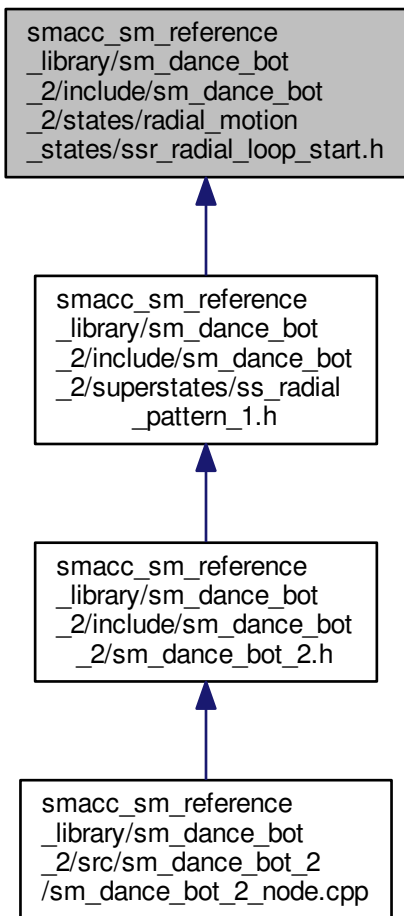 smacc_sm_reference
_library/sm_dance_bot
_2/include/sm_dance_bot
_2/states/radial_motion
_states/ssr_radial_loop_start.h
smacc_sm_reference
_library/sm_dance_bot
_2/include/sm_dance_bot
_2/superstates/ss_radial
_pattern_1.h
smacc_sm_reference
_library/sm_dance_bot
_2/include/sm_dance_bot
_2/sm_dance_bot_2.h
smacc_sm_reference
_library/sm_dance_bot
_2/src/sm_dance_bot_2
/sm_dance_bot_2_node.cpp